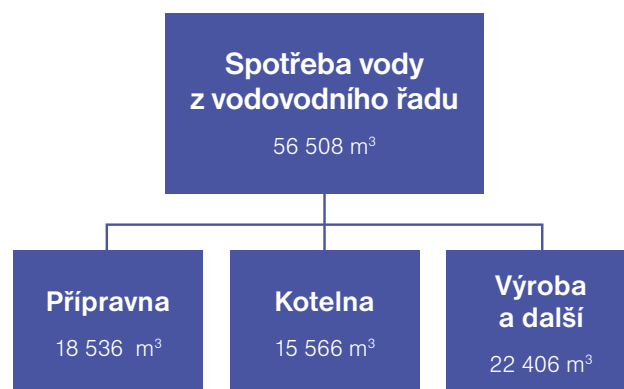 Spotřeba vody
z vodovodního řadu
56 508 m³
Přípravna
18 536 m³
Kotelna
15 566 m³
Výroba
a další
22 406 m³